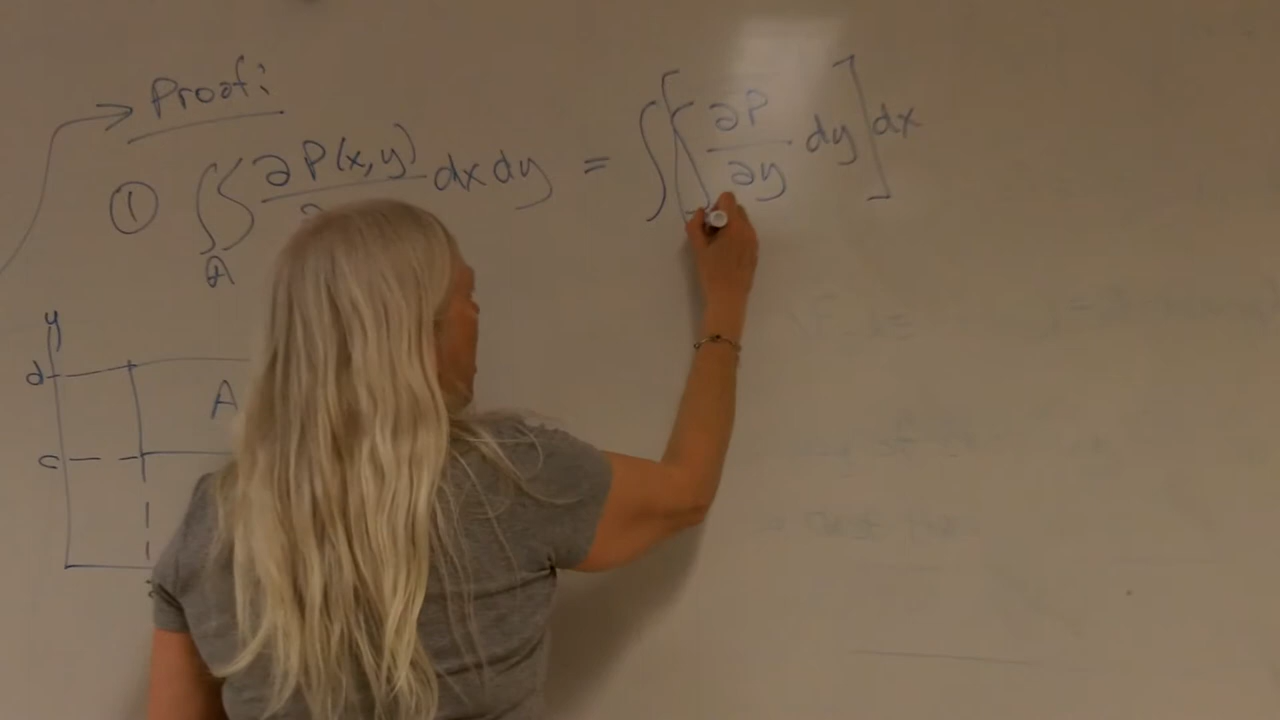 → Proof:
① ∫∫ ∂P(x,y) dx dy = ∫[∫ ∂P/∂y dy] dx
A
y
d
A
c